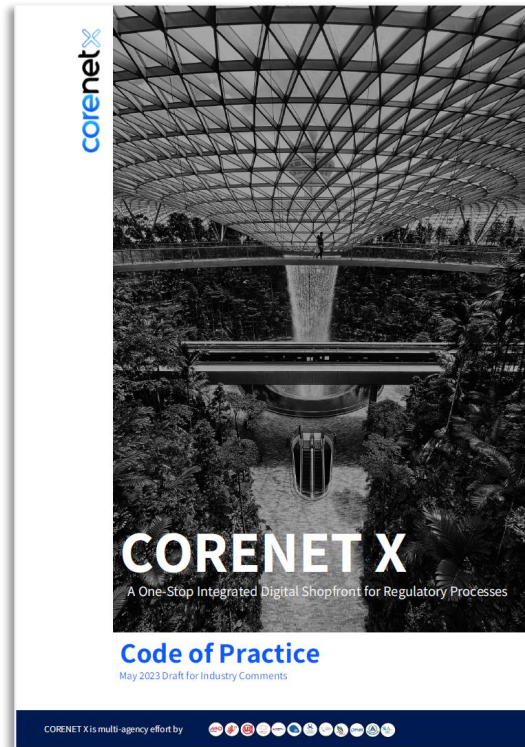 corenetX
CORENET X
A One-Stop Integrated Digital Shopfront for Regulatory Processes
Code of Practice
May 2023 Draft for Industry Comments
CORENET X is multi-agency effort by